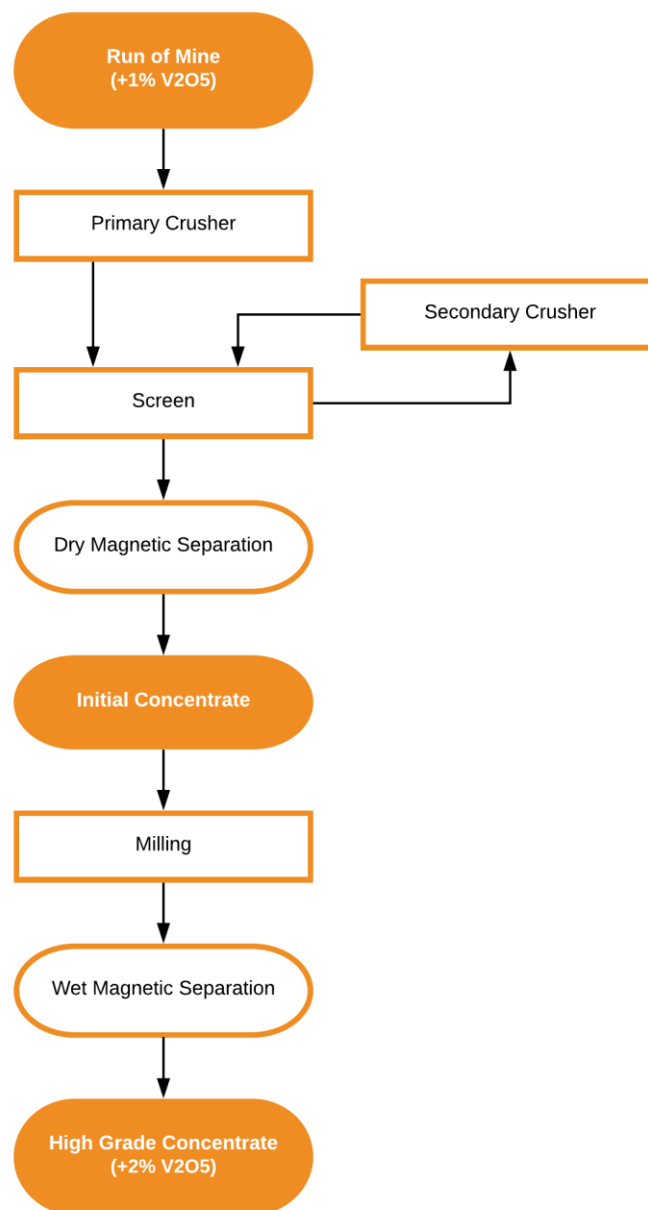 Run of Mine
(+1% V2O5)
Primary Crusher
Secondary Crusher
Screen
Dry Magnetic Separation
Initial Concentrate
Milling
Wet Magnetic Separation
High Grade Concentrate
(+2% V2O5)